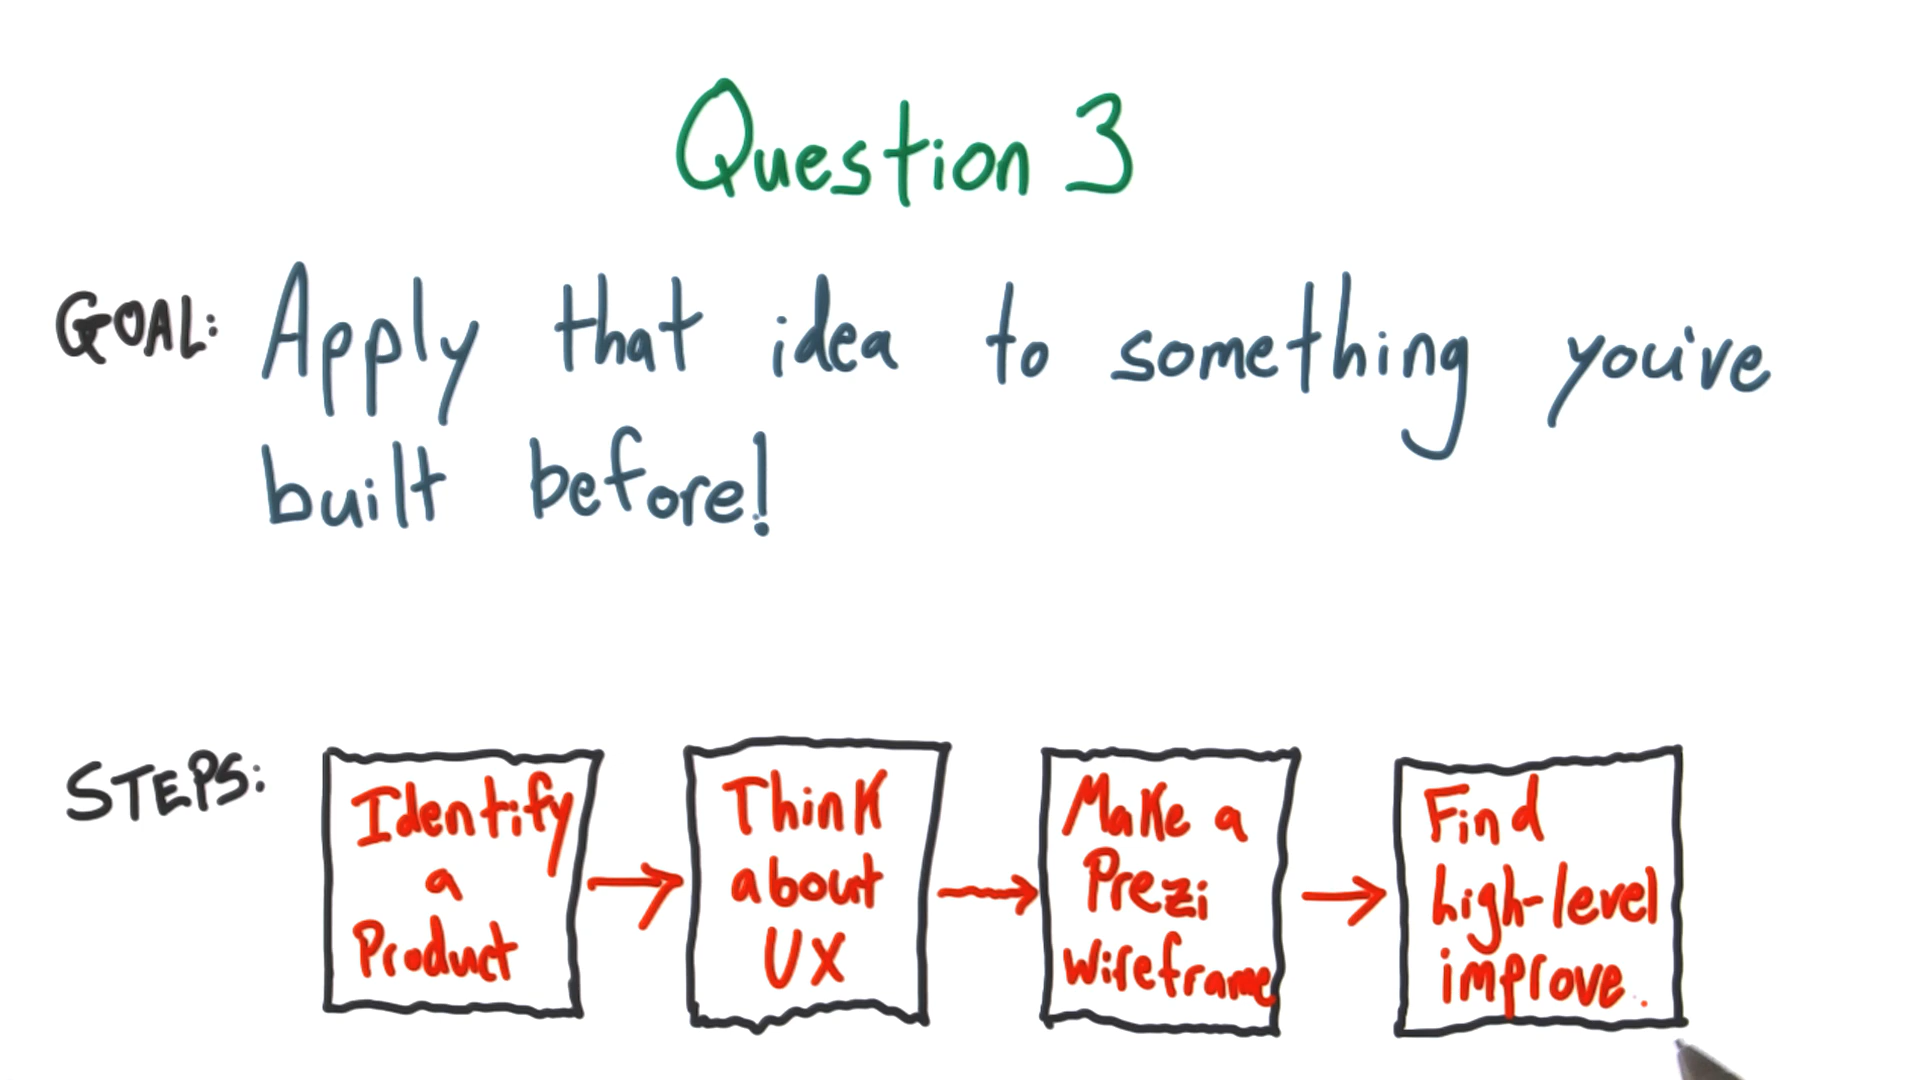 Question 3
GOAL: Apply that idea to something you've
built before!
STEPS:
Identify
a
Product
Think
about
UX
Make a
Prezi
Wireframe
Find
high-level
improve.